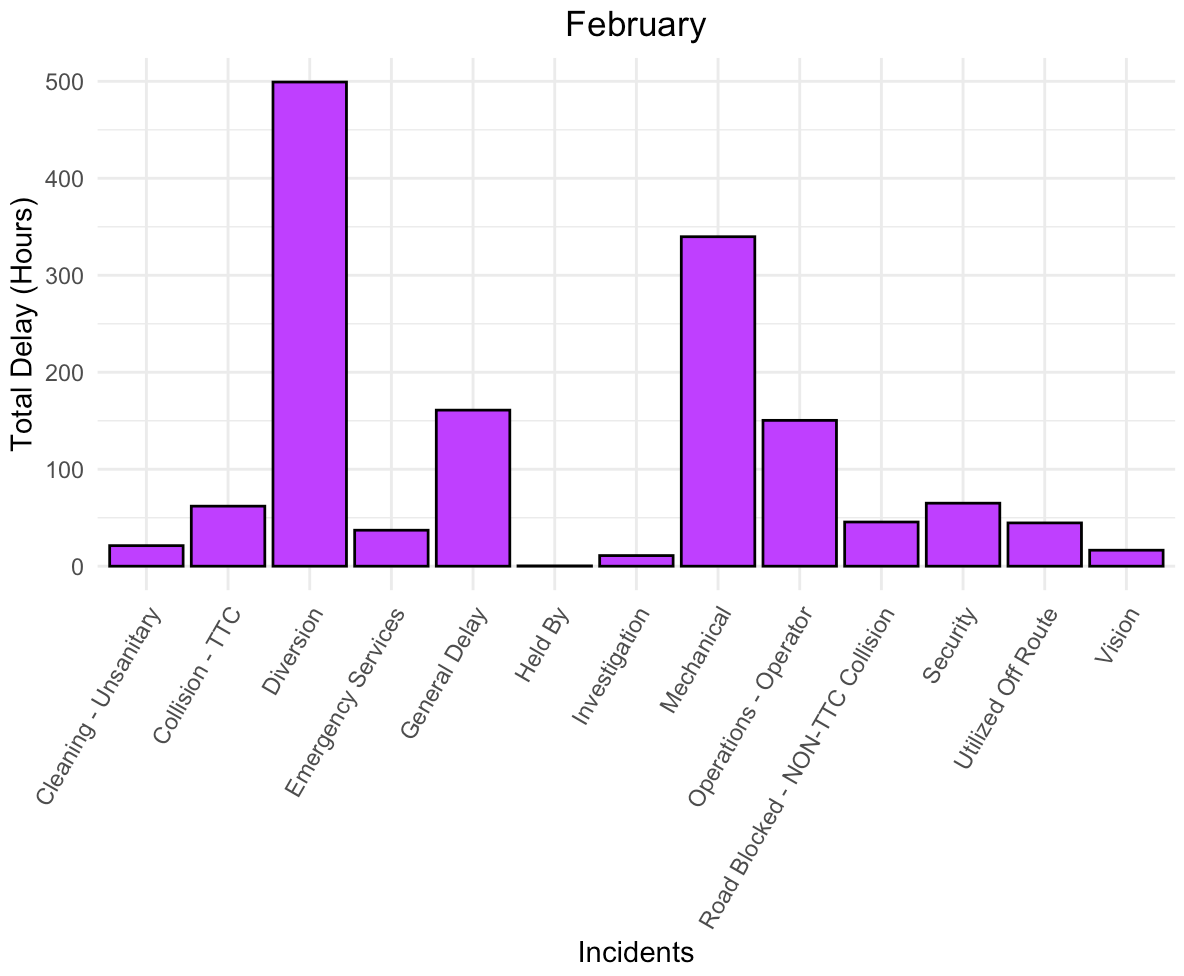 February
Total Delay (Hours)
500
400
300
200
100
0
Cleaning - Unsanitary
Collision - TTC
Diversion
Emergency Services
General Delay
Held By
Investigation
Mechanical
Operations - Operator
Road Blocked - NON-TTC Collision
Security
Utilized Off Route
Vision
Incidents